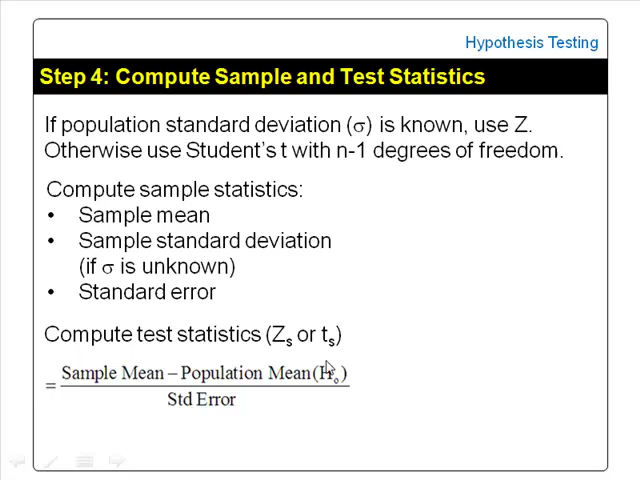 Hypothesis Testing
Step 4: Compute Sample and Test Statistics
If population standard deviation (σ) is known, use Z.
Otherwise use Student's t with n-1 degrees of freedom.
Compute sample statistics:
• Sample mean
• Sample standard deviation
(if σ is unknown)
• Standard error
Compute test statistics (Zs or ts)
= Sample Mean – Population Mean (Ho)
Std Error